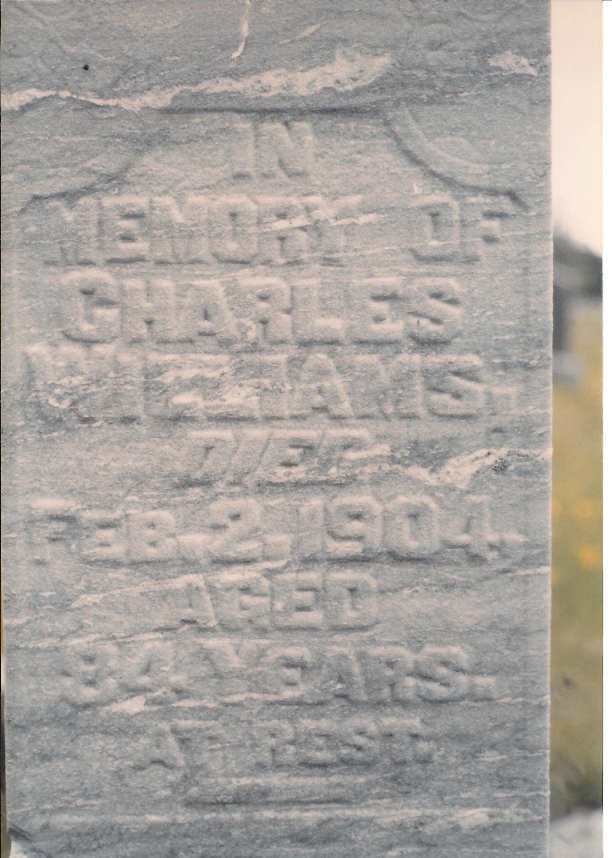 IN
MEMORY OF
CHARLES
WILLIAMS.
DIED
FEB. 2, 1904.
AGED
84 YEARS.
AT REST.